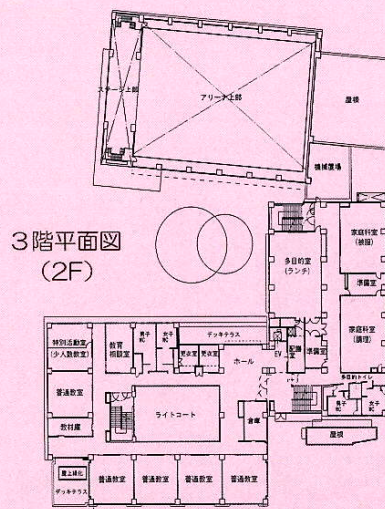 ステージ上部
アリーナ上部
屋根
機械置場
3階平面図
(2F)
家庭科室
(被服)
多目的室
(ランチ)
準備室
家庭科室
(調理)
特別活動室
(少人数教室)
教育
相談室
男子
WC
女子
WC
更衣室
更衣室
デッキテラス
ホール
EV
配膳室
準備室
多目的トイレ
男子
WC
女子
WC
普通教室
ライトコート
教材庫
倉庫
屋根
屋上緑化
デッキテラス
普通教室
普通教室
普通教室
普通教室